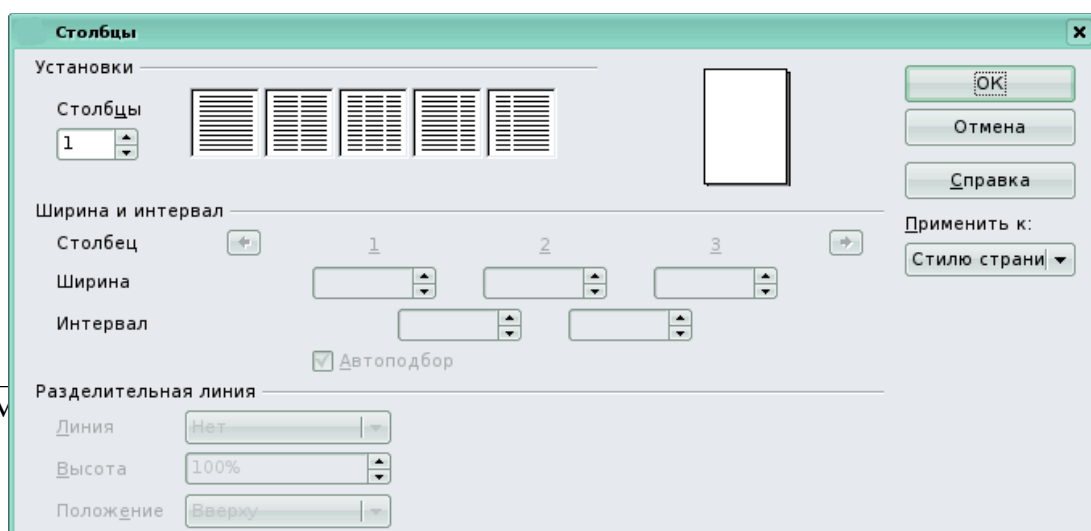 Столбцы
Установки
Столбцы
1
OK
Отмена
Справка
Применить к:
Стилю страни
Ширина и интервал
Столбец 1 2 3
Ширина
Интервал
Автоподбор
Разделительная линия
Линия Нет
Высота 100%
Положение Вверху